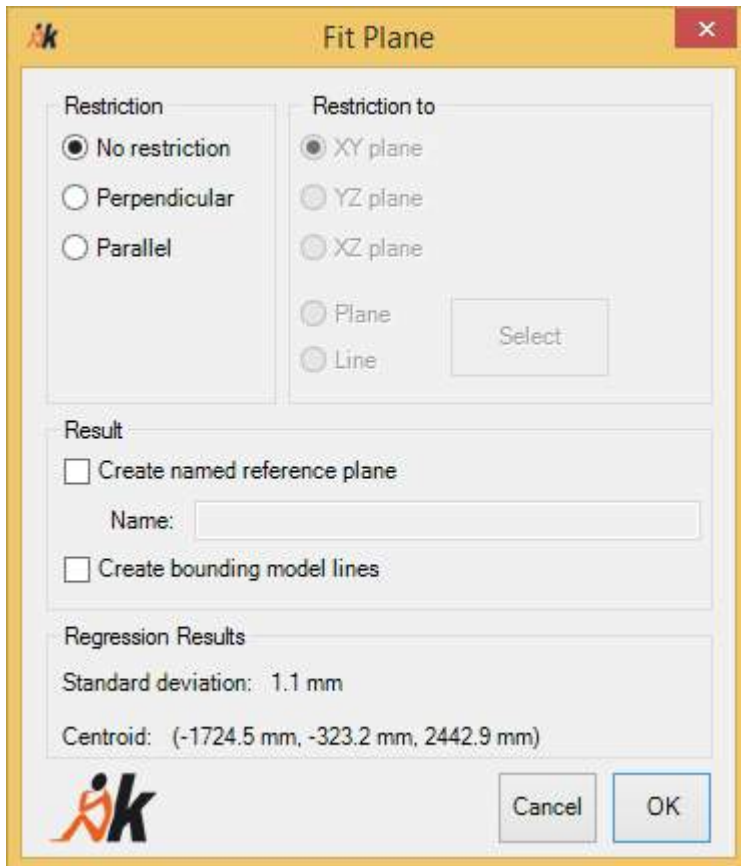 k
Fit Plane
Restriction
No restriction
Perpendicular
Parallel
Restriction to
XY plane
YZ plane
XZ plane
Plane
Line
Select
Result
Create named reference plane
Name:
Create bounding model lines
Regression Results
Standard deviation: 1.1 mm
Centroid: (-1724.5 mm, -323.2 mm, 2442.9 mm)
k
Cancel
OK